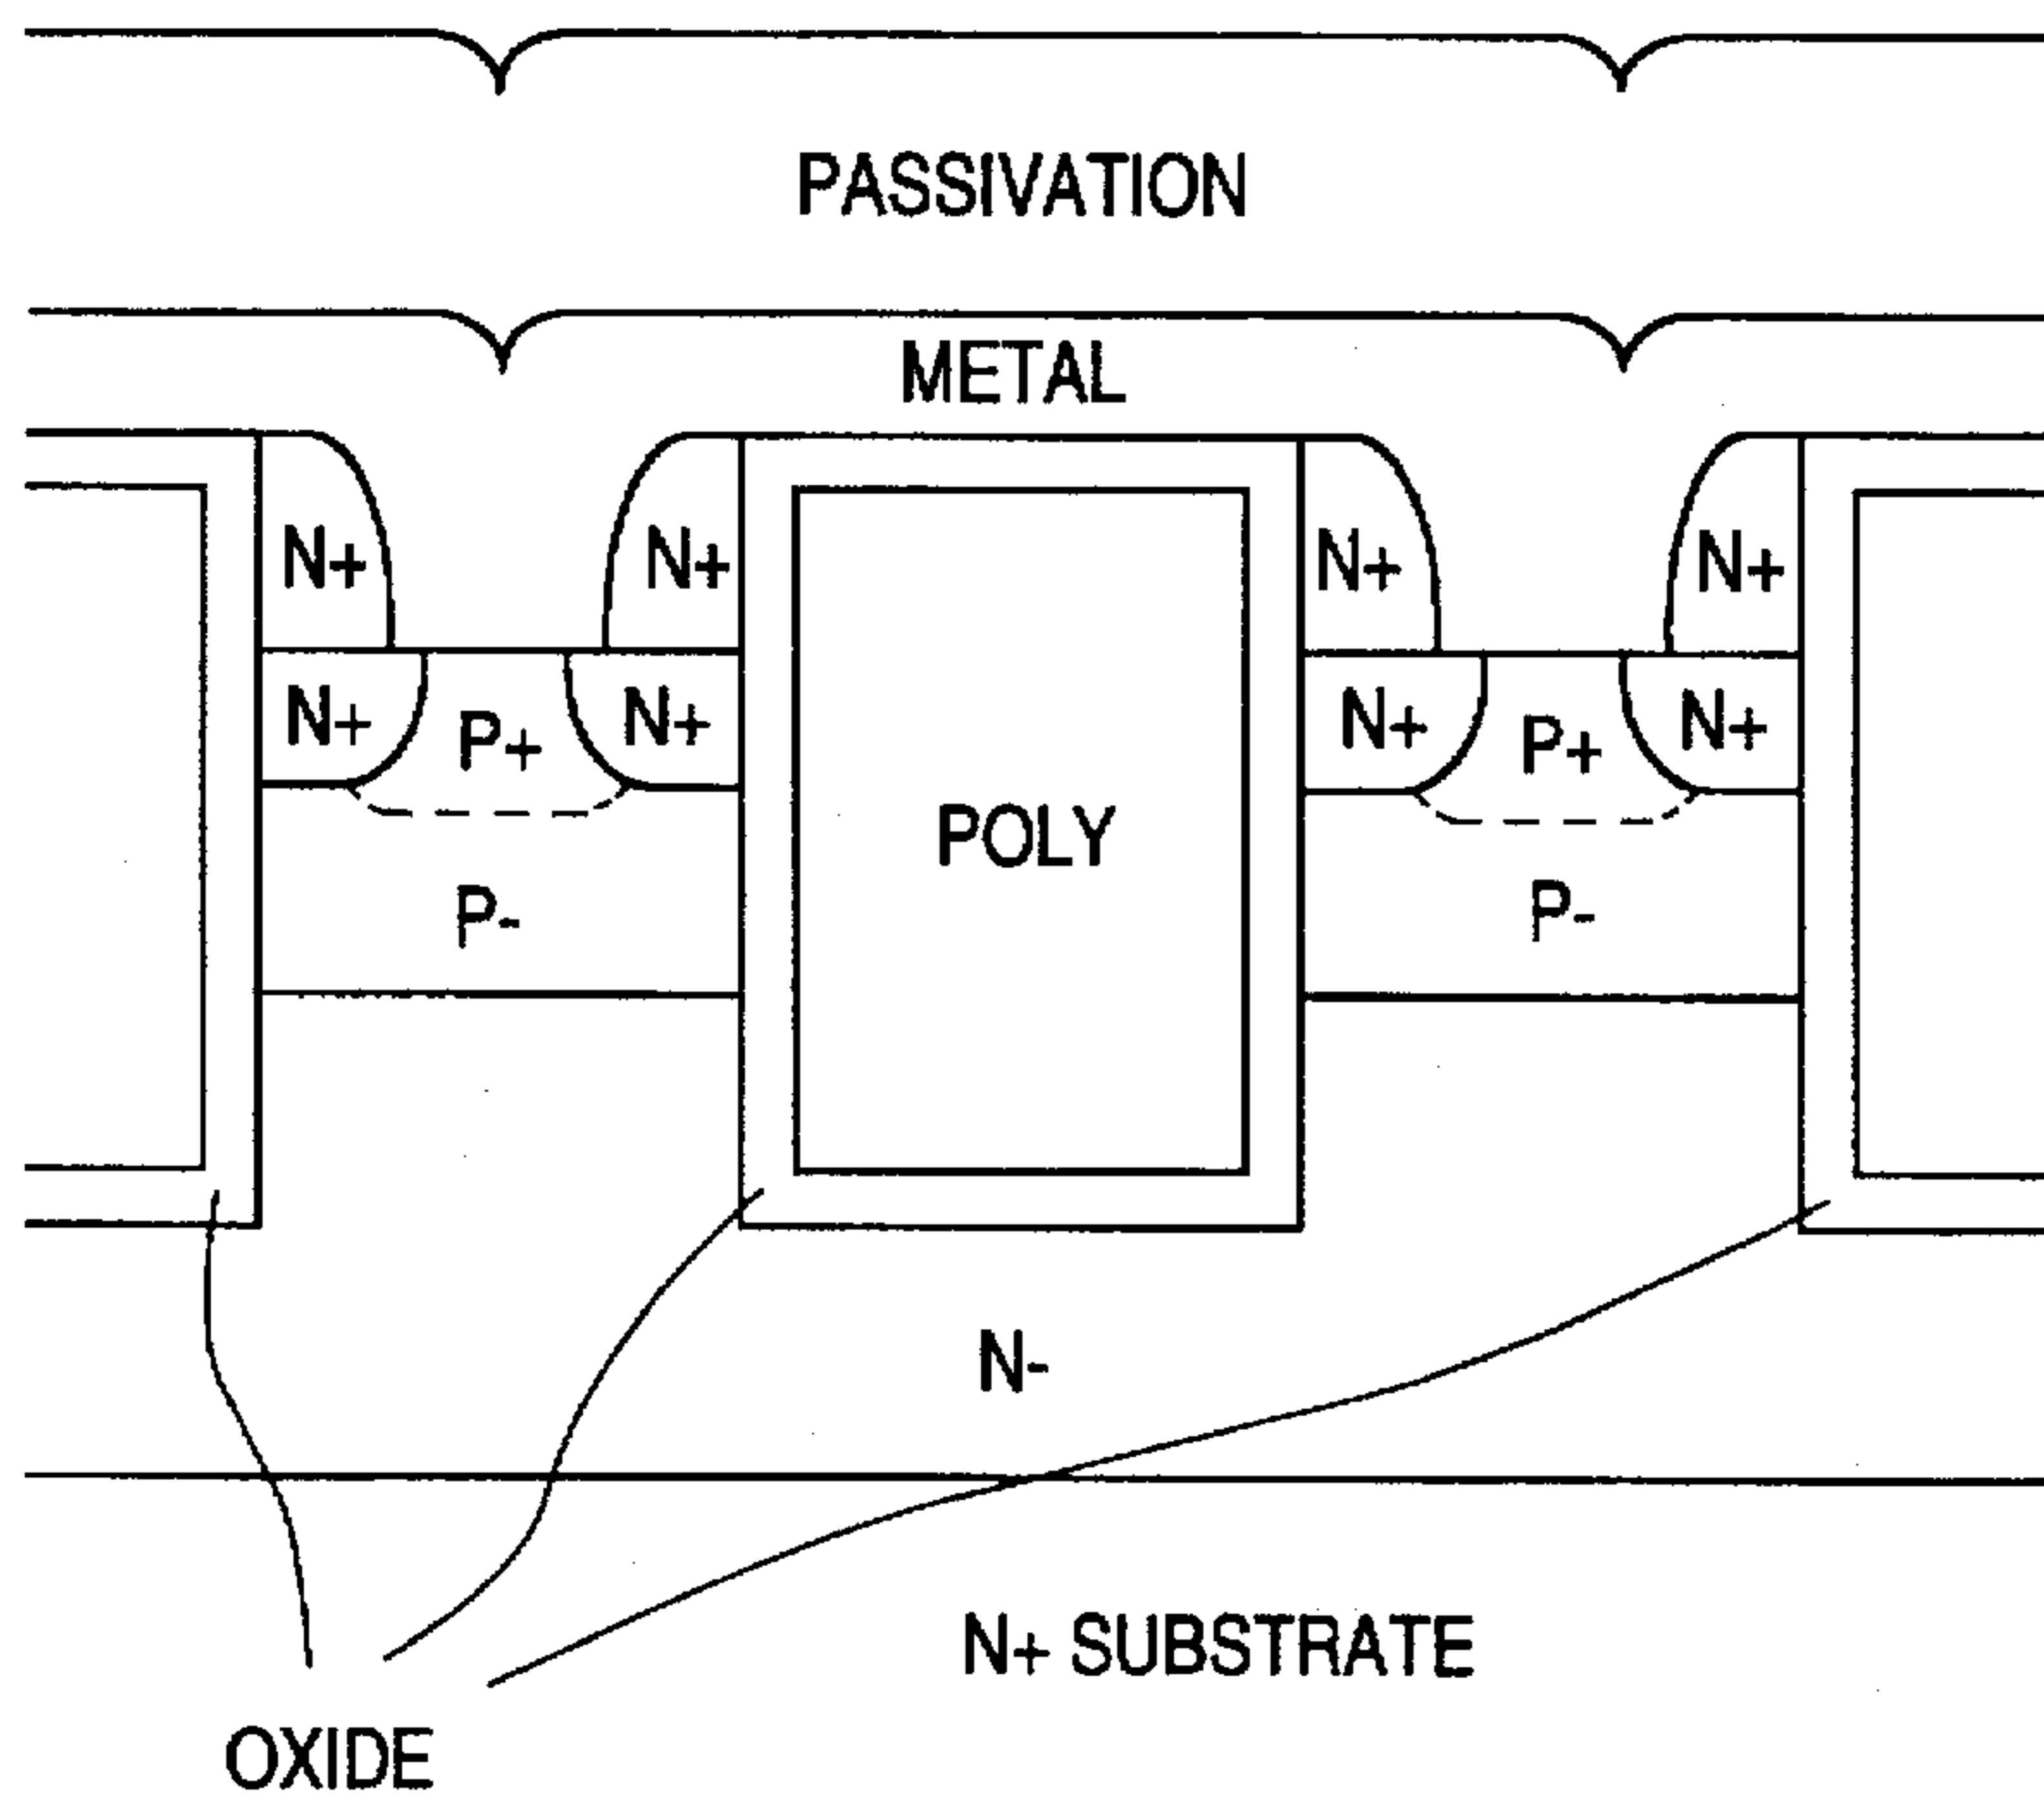 PASSIVATION
METAL
N+ N+ N+ N+
N+ P+ N+ N+ P+ N+
POLY
P- P-
N-
N+ SUBSTRATE
OXIDE